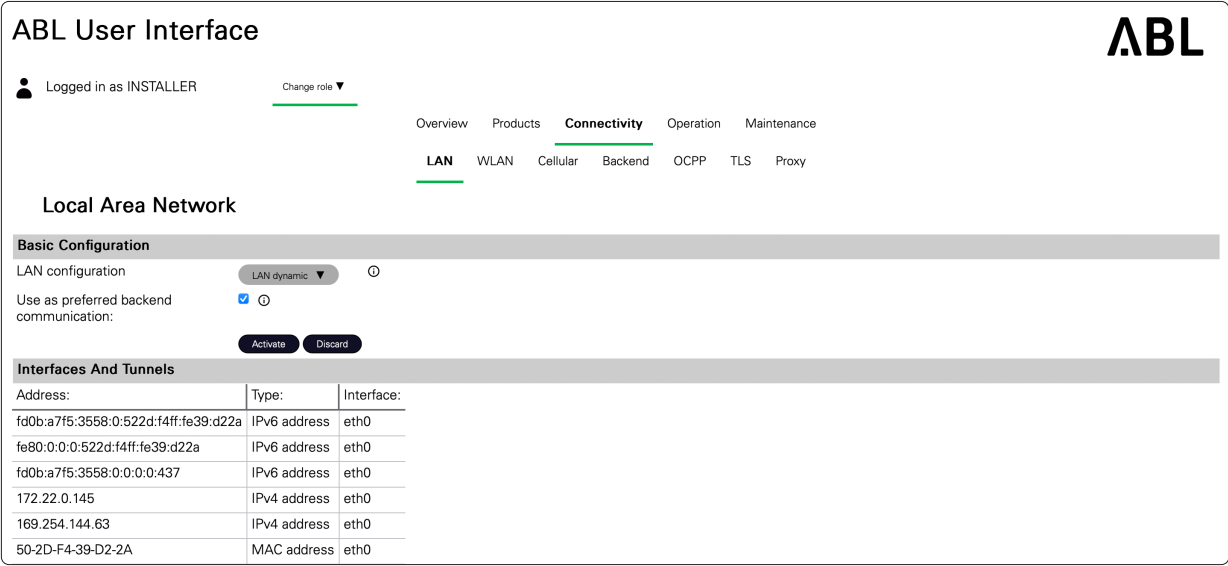 ABL User Interface
ABL
Logged in as INSTALLER
Change role ▼
Overview Products Connectivity Operation Maintenance
LAN WLAN Cellular Backend OCPP TLS Proxy
Local Area Network
Basic Configuration
LAN configuration LAN dynamic ▼
Use as preferred backend
communication:
Activate Discard
Interfaces And Tunnels
Address: Type: Interface:
fd0b:a7f5:3558:0:522d:f4ff:fe39:d22a IPv6 address eth0
fe80:0:0:0:522d:f4ff:fe39:d22a IPv6 address eth0
fd0b:a7f5:3558:0:0:0:0:437 IPv6 address eth0
172.22.0.145 IPv4 address eth0
169.254.144.63 IPv4 address eth0
50-2D-F4-39-D2-2A MAC address eth0